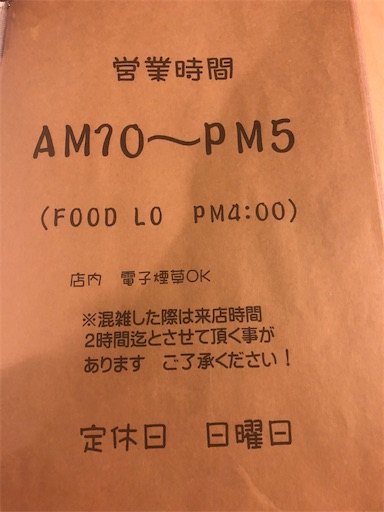 営業時間
AM10～PM5
(FOOD LO PM4:00)
店内 電子煙草OK
※混雑した際は来店時間
2時間迄とさせて頂く事が
あります ご了承ください！
定休日 日曜日